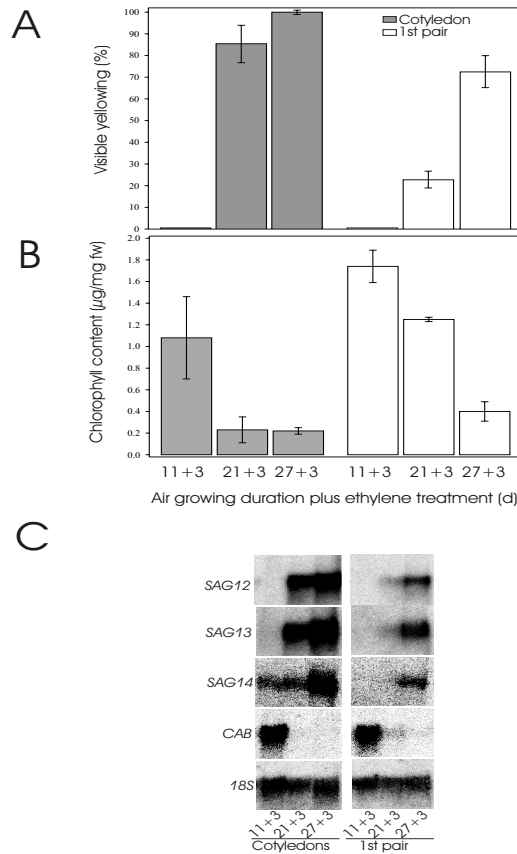 A
Cotyledon
1st pair
Visible yellowing (%)
100
90
80
70
60
50
40
30
20
10
0
B
Chlorophyll content (µg/mg fw)
1.8
1.6
1.4
1.2
1.0
0.8
0.6
0.4
0.2
0.0
11+3 21+3 27+3 11+3 21+3 27+3
Air growing duration plus ethylene treatment (d)
C
SAG12
SAG13
SAG14
CAB
18S
11+3 21+3 27+3 11+3 21+3 27+3
Cotyledons 1st pair